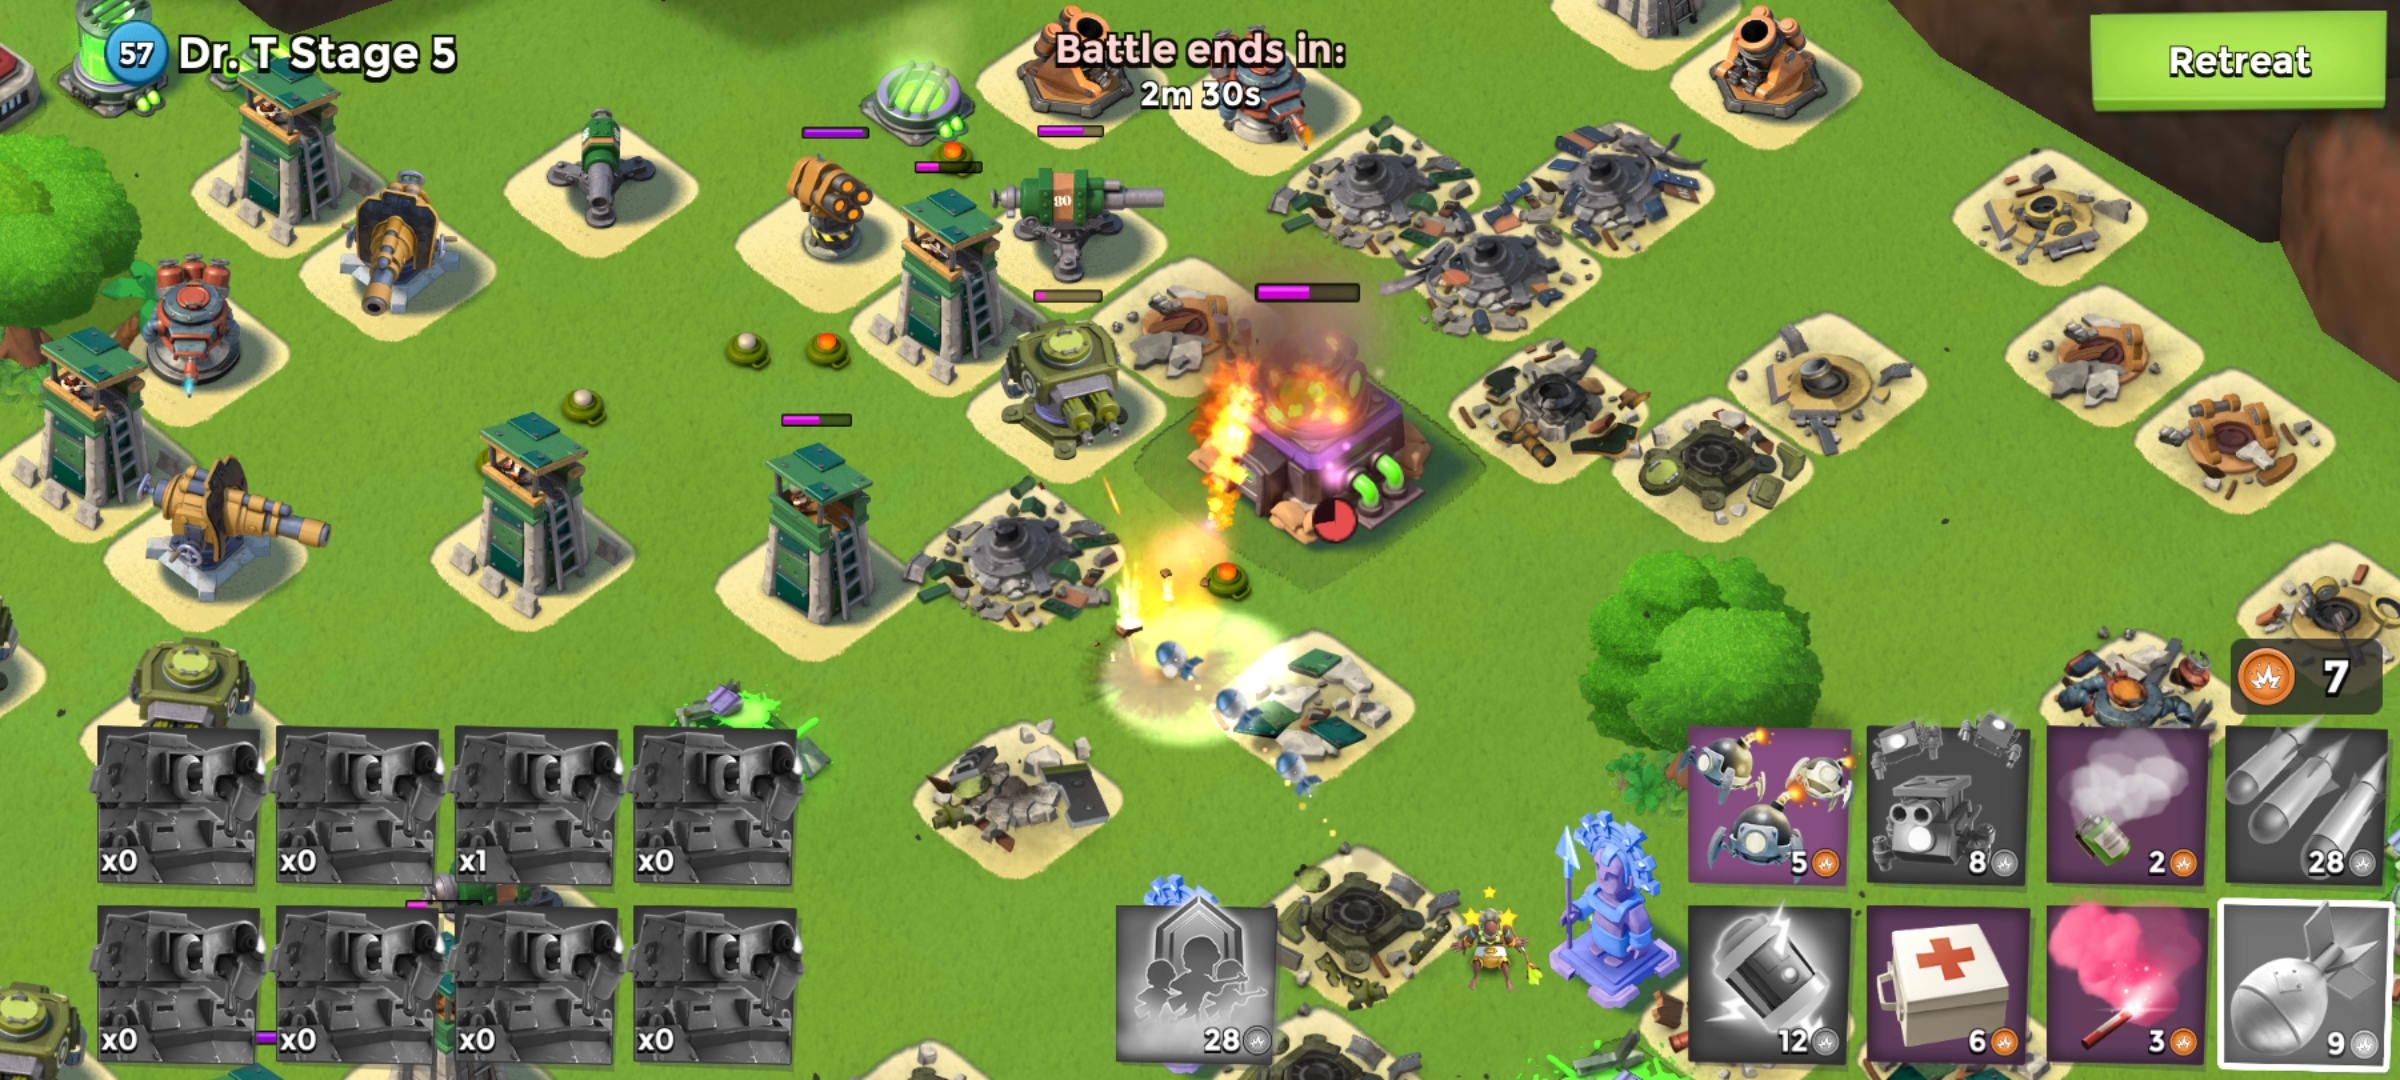 57 Dr. T Stage 5
Battle ends in:
2m 30s
Retreat
80
7
x0 x0 x1 x0
5 8 2 28
x0 x0 x0 x0
28 12 6 3 9